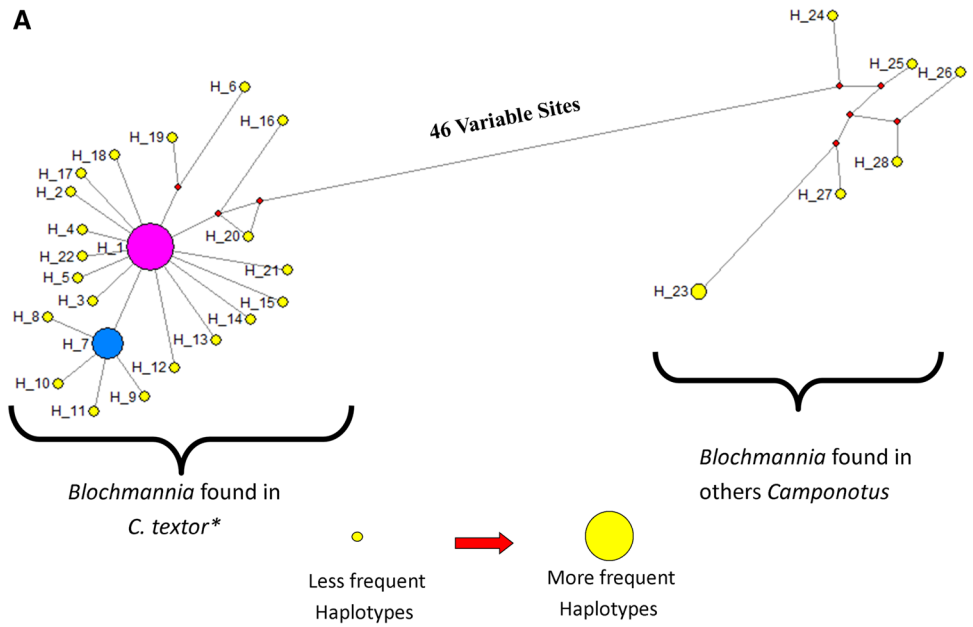 A
H_24
H_25
H_26
H_6
H_16
46 Variable Sites
H_19
H_18
H_17
H_2
H_28
H_27
H_4
H_20
H_1
H_22
H_21
H_5
H_23
H_3
H_15
H_14
H_8
H_13
H_7
H_12
H_10
H_9
H_11
Blochmannia found in
C. textor*
Blochmannia found in
others Camponotus
Less frequent
Haplotypes
More frequent
Haplotypes